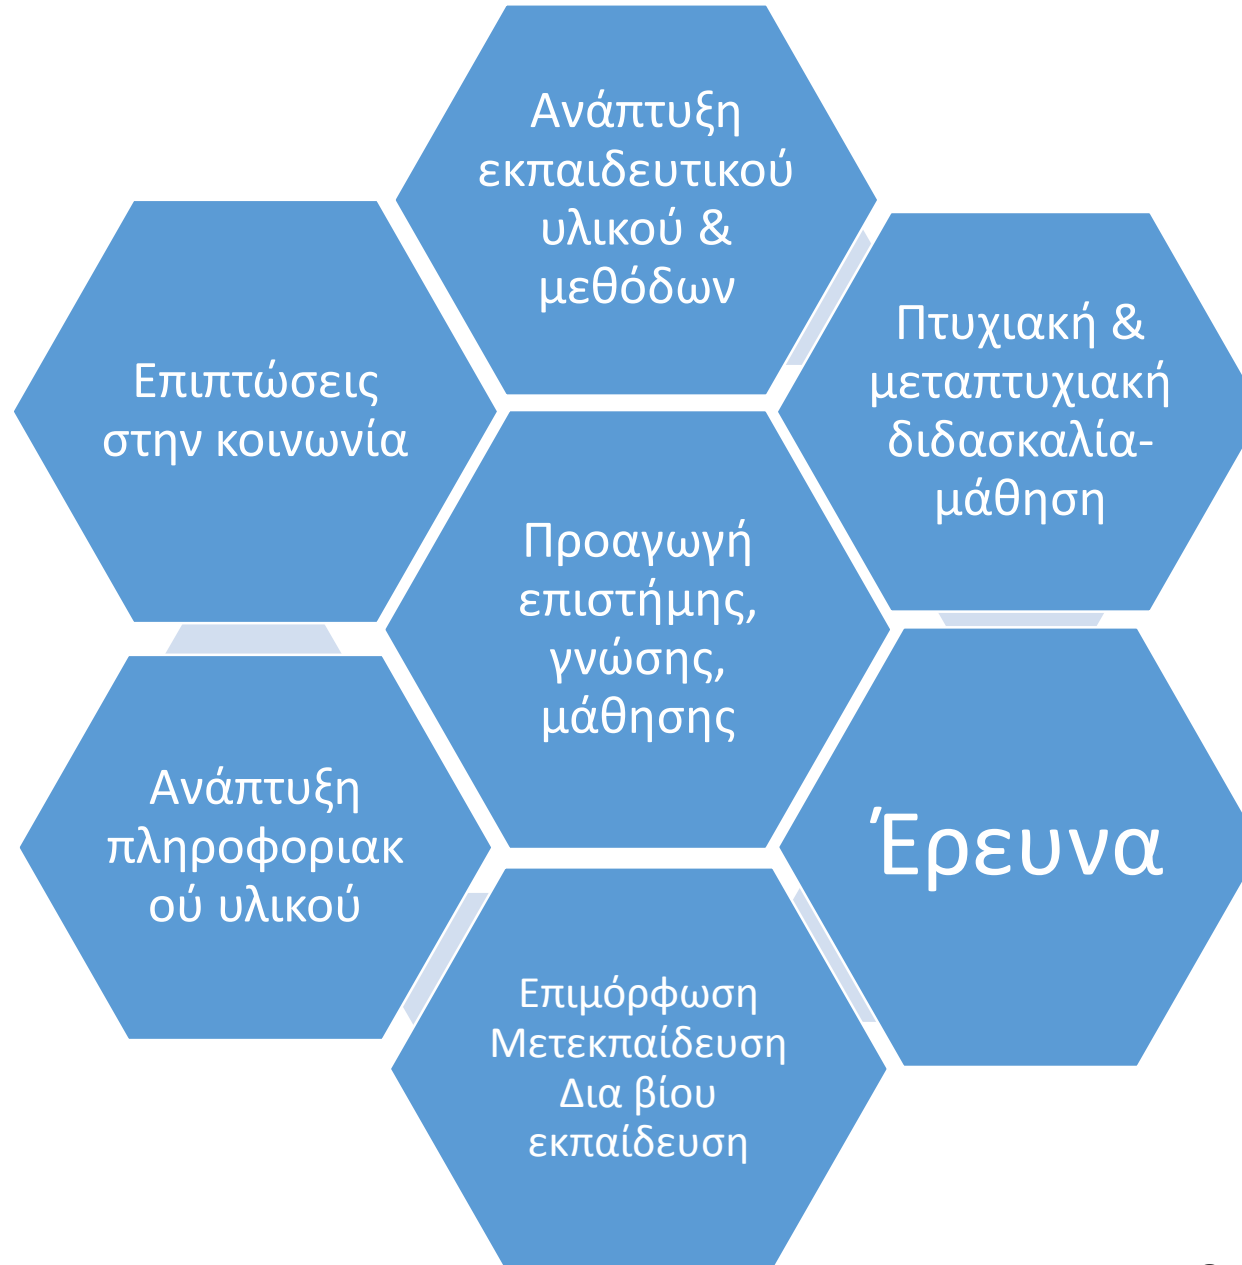 Ανάπτυξη
εκπαιδευτικού
υλικού &
μεθόδων
Πτυχιακή &
μεταπτυχιακή
διδασκαλία-
μάθηση
Επιπτώσεις
στην κοινωνία
Προαγωγή
επιστήμης,
γνώσης,
μάθησης
Έρευνα
Ανάπτυξη
πληροφοριακ
ού υλικού
Επιμόρφωση
Μετεκπαίδευση
Δια βίου
εκπαίδευση